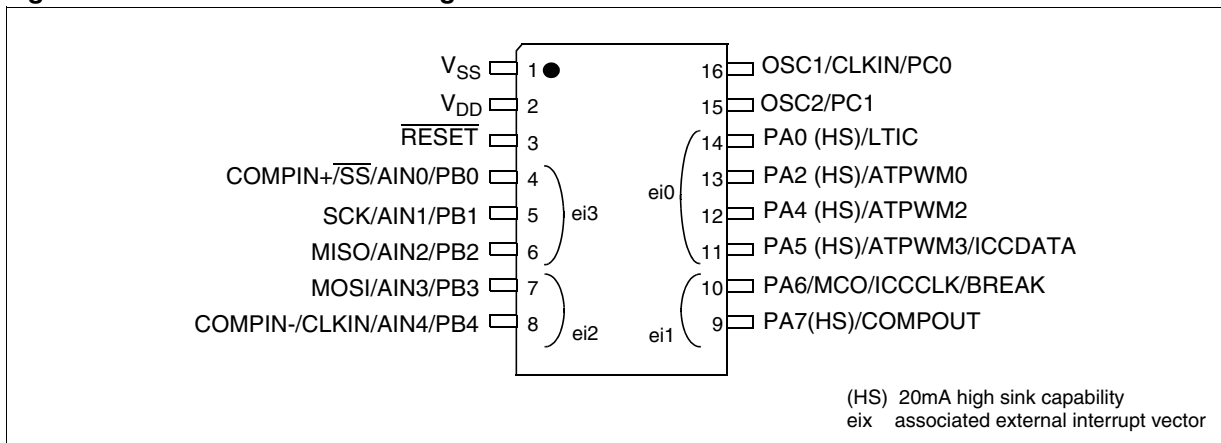 V_SS 1 16 OSC1/CLKIN/PC0
V_DD 2 15 OSC2/PC1
RESET 3 14 PA0 (HS)/LTIC
COMPIN+/SS/AIN0/PB0 4 13 PA2 (HS)/ATPWM0
ei3 ei0
SCK/AIN1/PB1 5 12 PA4 (HS)/ATPWM2
MISO/AIN2/PB2 6 11 PA5 (HS)/ATPWM3/ICCDATA
MOSI/AIN3/PB3 7 10 PA6/MCO/ICCCLK/BREAK
COMPIN-/CLKIN/AIN4/PB4 8 9 PA7(HS)/COMPOUT
ei2 ei1
(HS) 20mA high sink capability
eix associated external interrupt vector